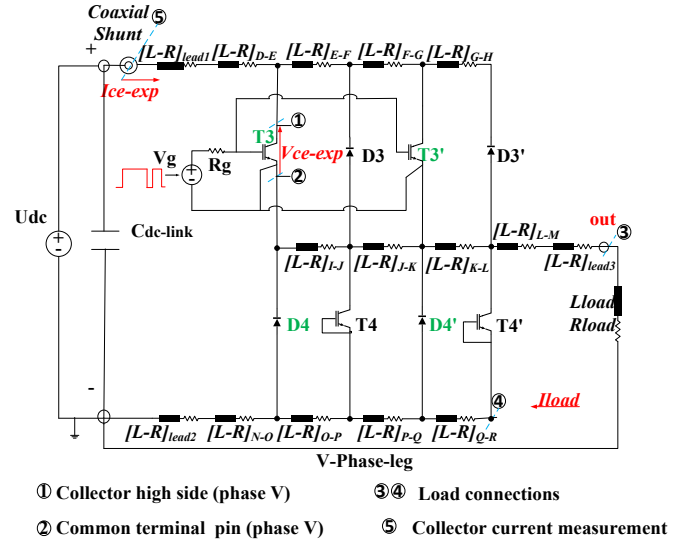 Coaxial
Shunt
⑤
+
[L-R]lead1
[L-R]D-E
[L-R]E-F
[L-R]F-G
[L-R]G-H
Ice-exp
①
T3
Vce-exp
T3'
Vg
Rg
D3
D3'
②
Udc
Cdc-link
out
③
[L-R]I-J
[L-R]J-K
[L-R]K-L
[L-R]L-M
[L-R]lead3
Lload
Rload
D4
T4
D4'
T4'
-
④
Iload
[L-R]lead2
[L-R]N-O
[L-R]O-P
[L-R]P-Q
[L-R]Q-R
V-Phase-leg
① Collector high side (phase V)
③④ Load connections
② Common terminal pin (phase V)
⑤ Collector current measurement